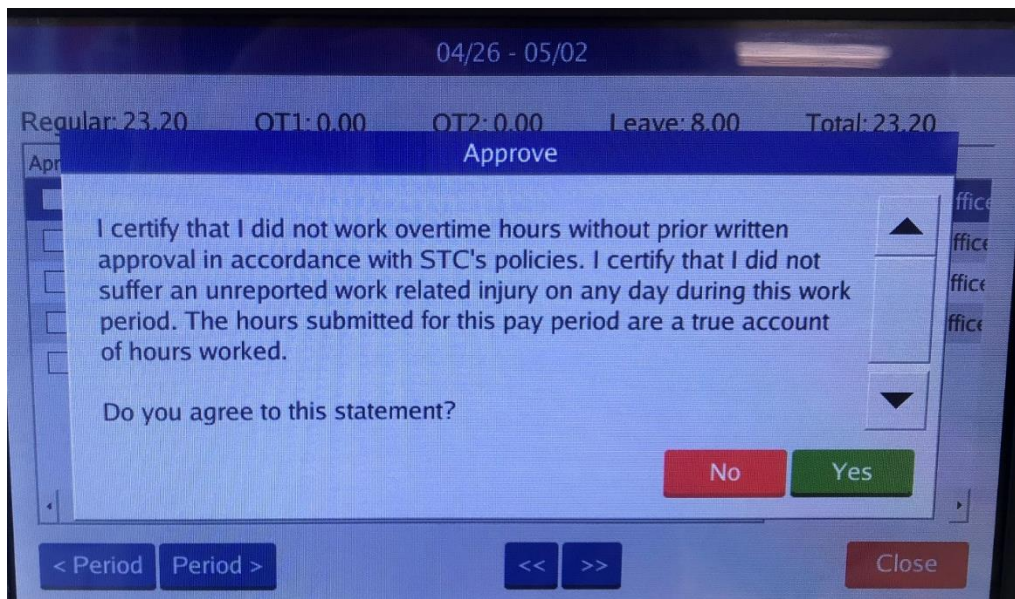 04/26 - 05/02
Regular: 23.20 OT1: 0.00 OT2: 0.00 Leave: 8.00 Total: 23.20
Approve
I certify that I did not work overtime hours without prior written
approval in accordance with STC's policies. I certify that I did not
suffer an unreported work related injury on any day during this work
period. The hours submitted for this pay period are a true account
of hours worked.
Do you agree to this statement?
No Yes
< Period Period > << >> Close